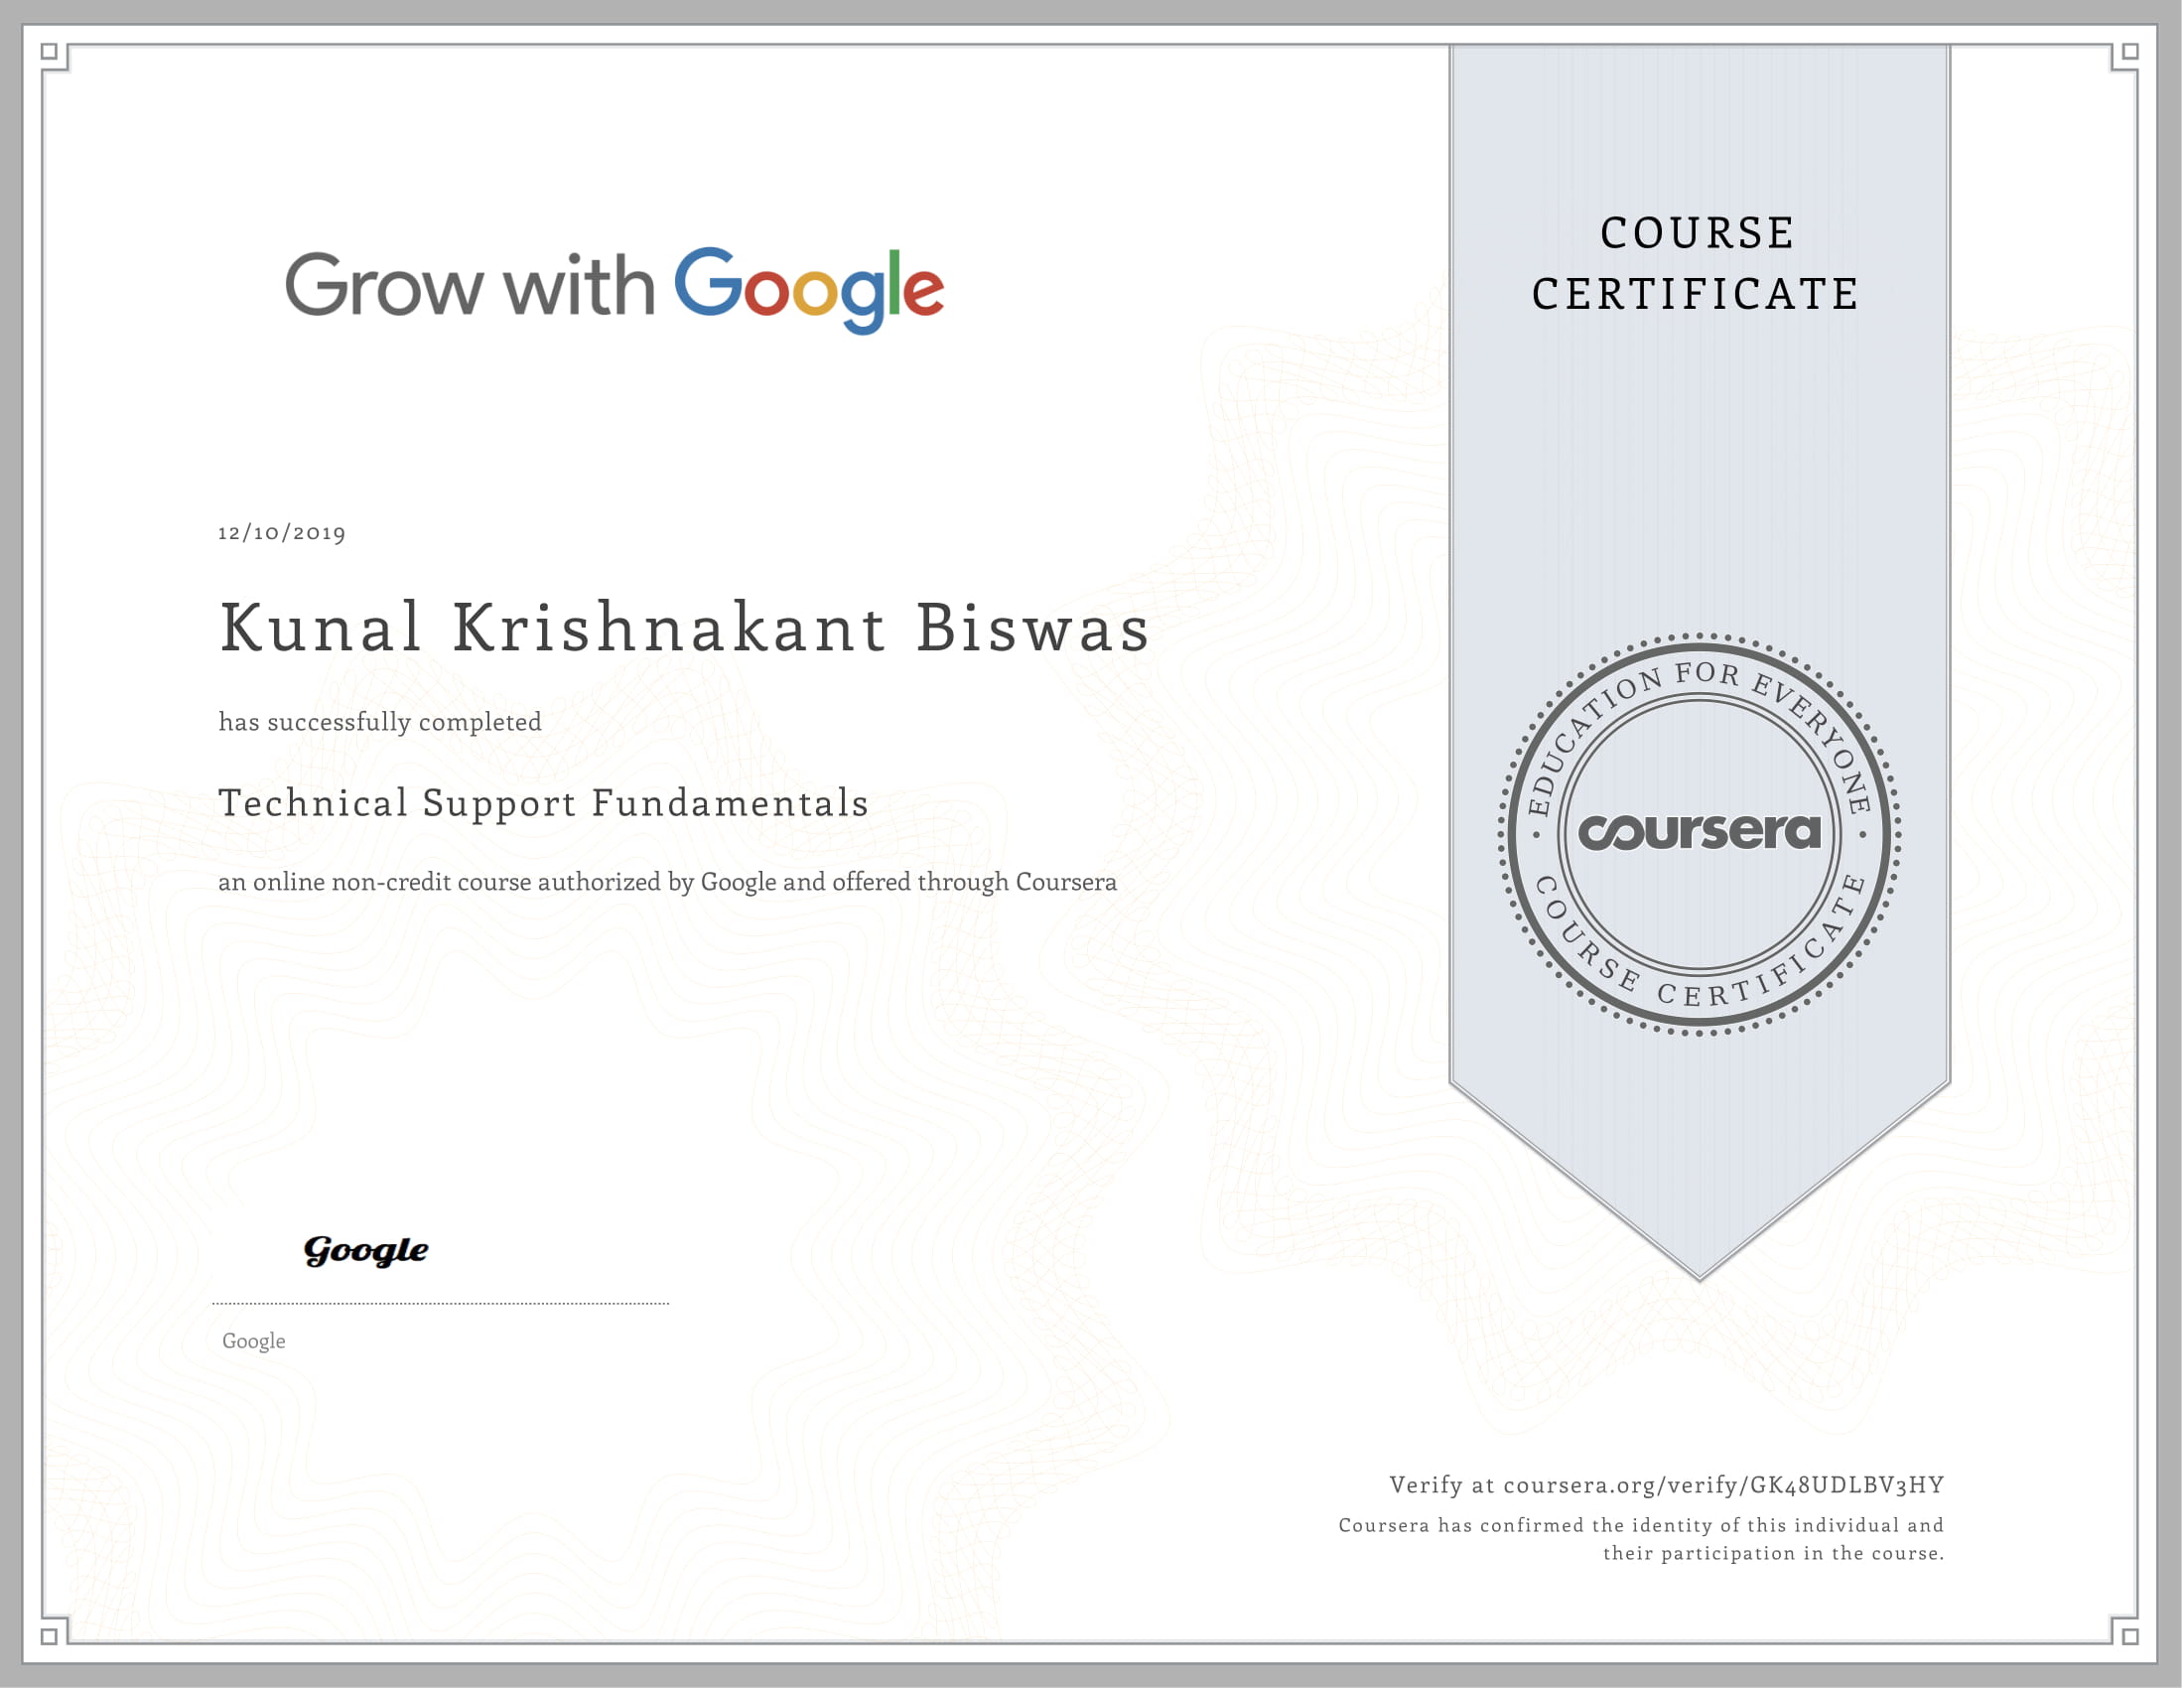 Grow with Google
COURSE
CERTIFICATE
12/10/2019
Kunal Krishnakant Biswas
has successfully completed
Technical Support Fundamentals
an online non-credit course authorized by Google and offered through Coursera
EDUCATION FOR EVERYONE
coursera
COURSE CERTIFICATE
Google
Google
Verify at coursera.org/verify/GK48UDLBV3HY
Coursera has confirmed the identity of this individual and
their participation in the course.